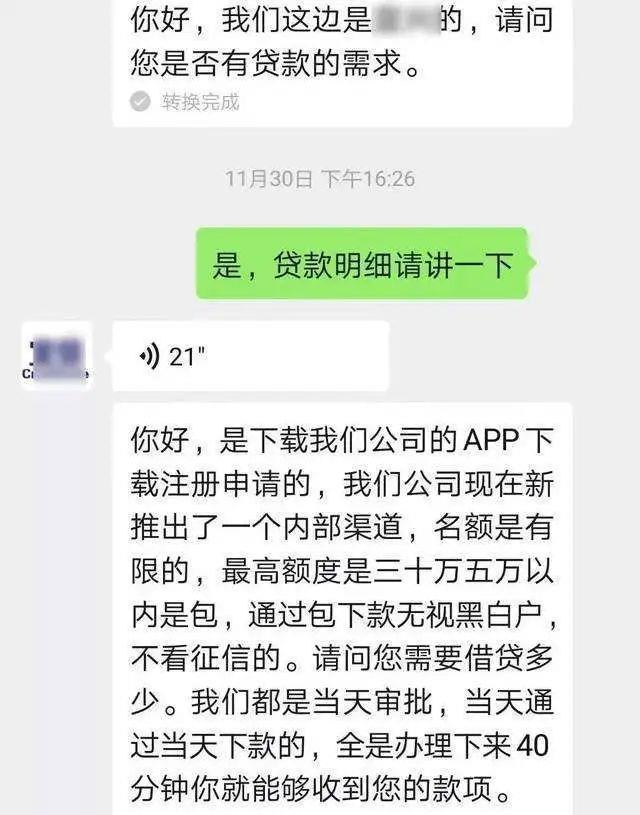 你好，我们这边是的，请问
您是否有贷款的需求。
转换完成
11月30日 下午16:26
是，贷款明细请讲一下
21"
你好，是下载我们公司的APP下
载注册申请的，我们公司现在新
推出了一个内部渠道，名额是有
限的，最高额度是三十万五万以
内是包，通过包下款无视黑白户，
不看征信的。请问您需要借贷多
少。我们都是当天审批，当天通
过当天下款的，全是办理下来40
分钟你就能够收到您的款项。